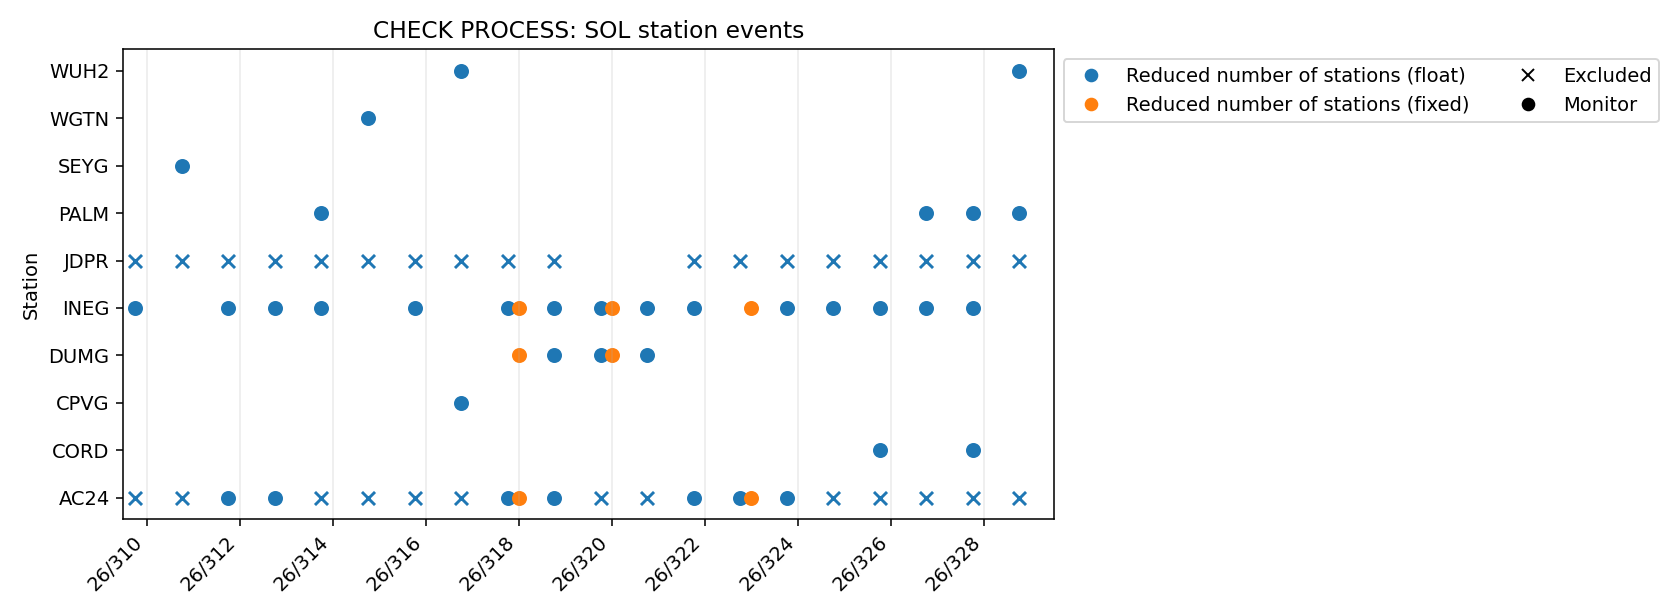 CHECK PROCESS: SOL station events
WUH2
WGTN
SEYG
PALM
JDPR
INEG
DUMG
CPVG
CORD
AC24
Station
26/310
26/312
26/314
26/316
26/318
26/320
26/322
26/324
26/326
26/328
Reduced number of stations (float)
Reduced number of stations (fixed)
Excluded
Monitor